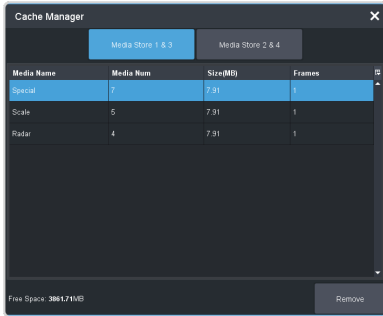 Cache Manager
Media Store 1 & 3 Media Store 2 & 4
Media Name Media Num Size(MB) Frames
Special 7 7.91 1
Scale 5 7.91 1
Radar 4 7.91 1
Free Space: 3861.71MB Remove